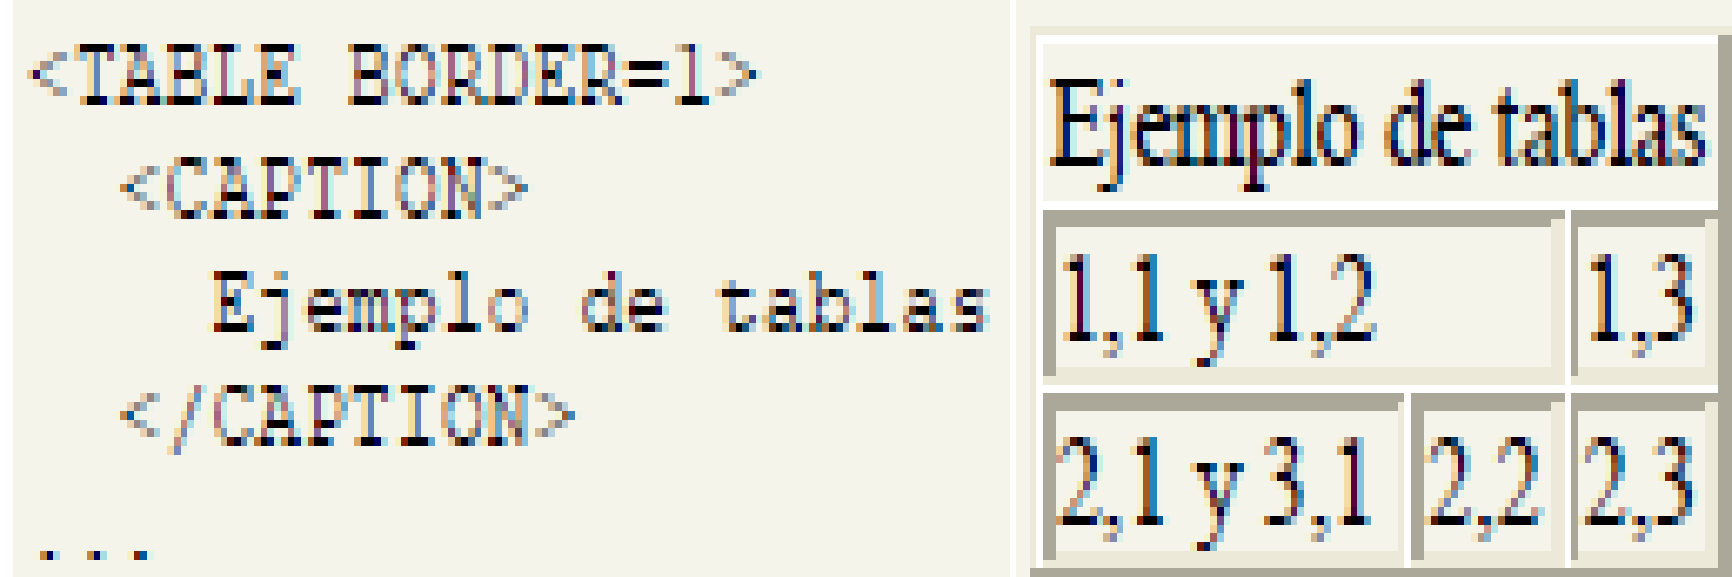 <TABLE BORDER=1>
<CAPTION>
Ejemplo de tablas
</CAPTION>
...
Ejemplo de tablas
1,1 y 1,2 1,3
2,1 y 3,1 2,2 2,3